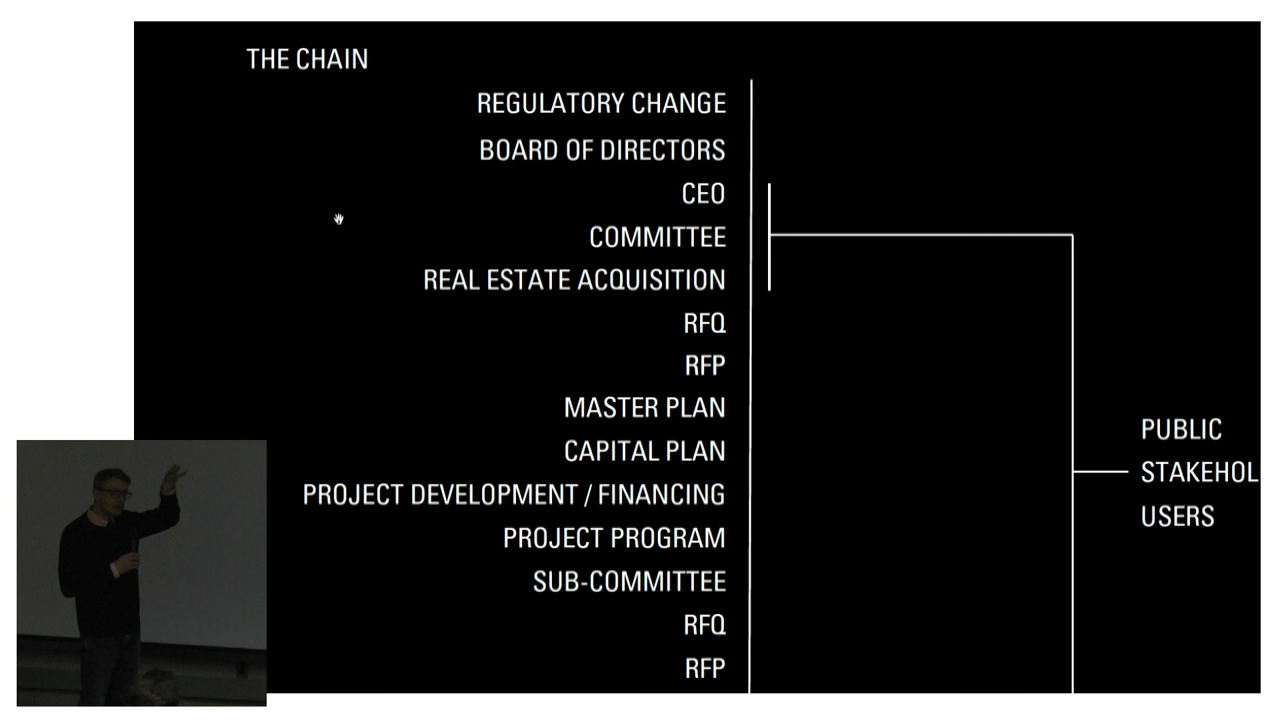 THE CHAIN
REGULATORY CHANGE
BOARD OF DIRECTORS
CEO
COMMITTEE
REAL ESTATE ACQUISITION
RFQ
RFP
MASTER PLAN
CAPITAL PLAN
PROJECT DEVELOPMENT / FINANCING
PROJECT PROGRAM
SUB-COMMITTEE
RFQ
RFP
PUBLIC
STAKEHOL
USERS